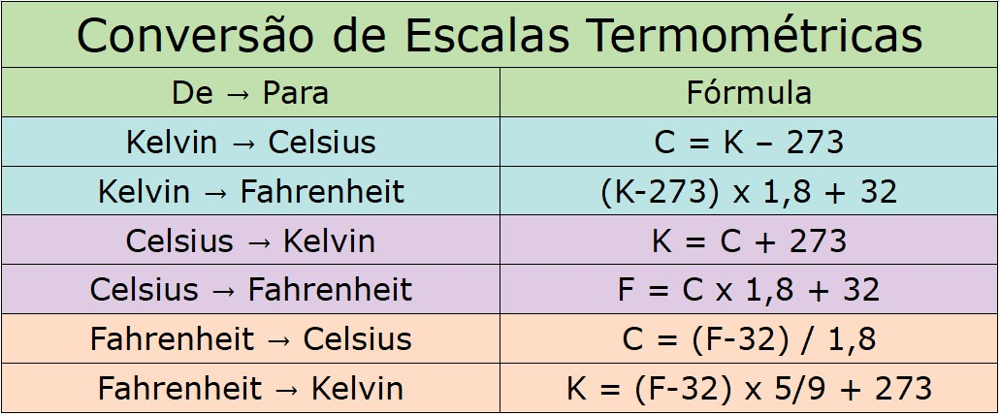 Conversão de Escalas Termométricas
De → Para Fórmula
Kelvin → Celsius C = K – 273
Kelvin → Fahrenheit (K-273) x 1,8 + 32
Celsius → Kelvin K = C + 273
Celsius → Fahrenheit F = C x 1,8 + 32
Fahrenheit → Celsius C = (F-32) / 1,8
Fahrenheit → Kelvin K = (F-32) x 5/9 + 273